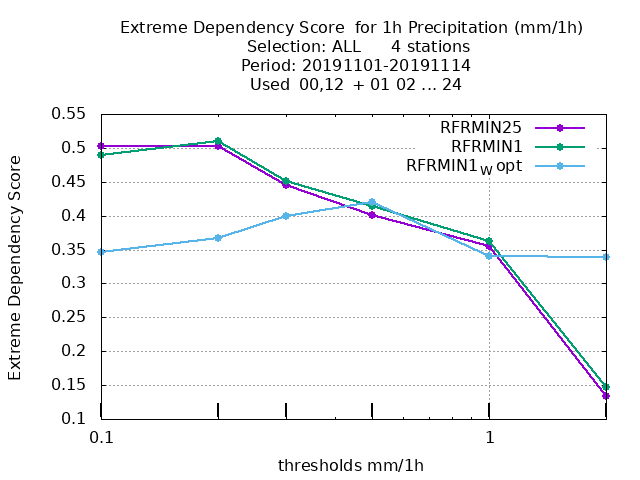 Extreme Dependency Score  for 1h Precipitation (mm/1h)
Selection: ALL      4 stations
Period: 20191101-20191114
Used  00,12  + 01 02 ... 24
RFRMIN25
RFRMIN1
RFRMIN1W opt
0.55
0.5
0.45
0.4
0.35
0.3
0.25
0.2
0.15
0.1
Extreme Dependency Score
0.1
1
thresholds mm/1h